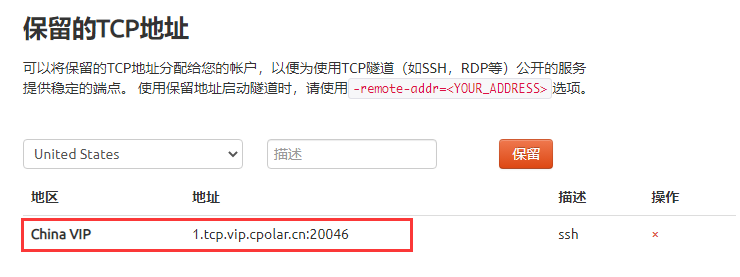 保留的TCP地址
可以将保留的TCP地址分配给您的帐户，以便为使用TCP隧道（如SSH，RDP等）公开的服务
提供稳定的端点。 使用保留地址启动隧道时，请使用-remote-addr=<YOUR_ADDRESS>选项。
United States 描述 保留
地区 地址 描述 操作
China VIP 1.tcp.vip.cpolar.cn:20046 ssh ×